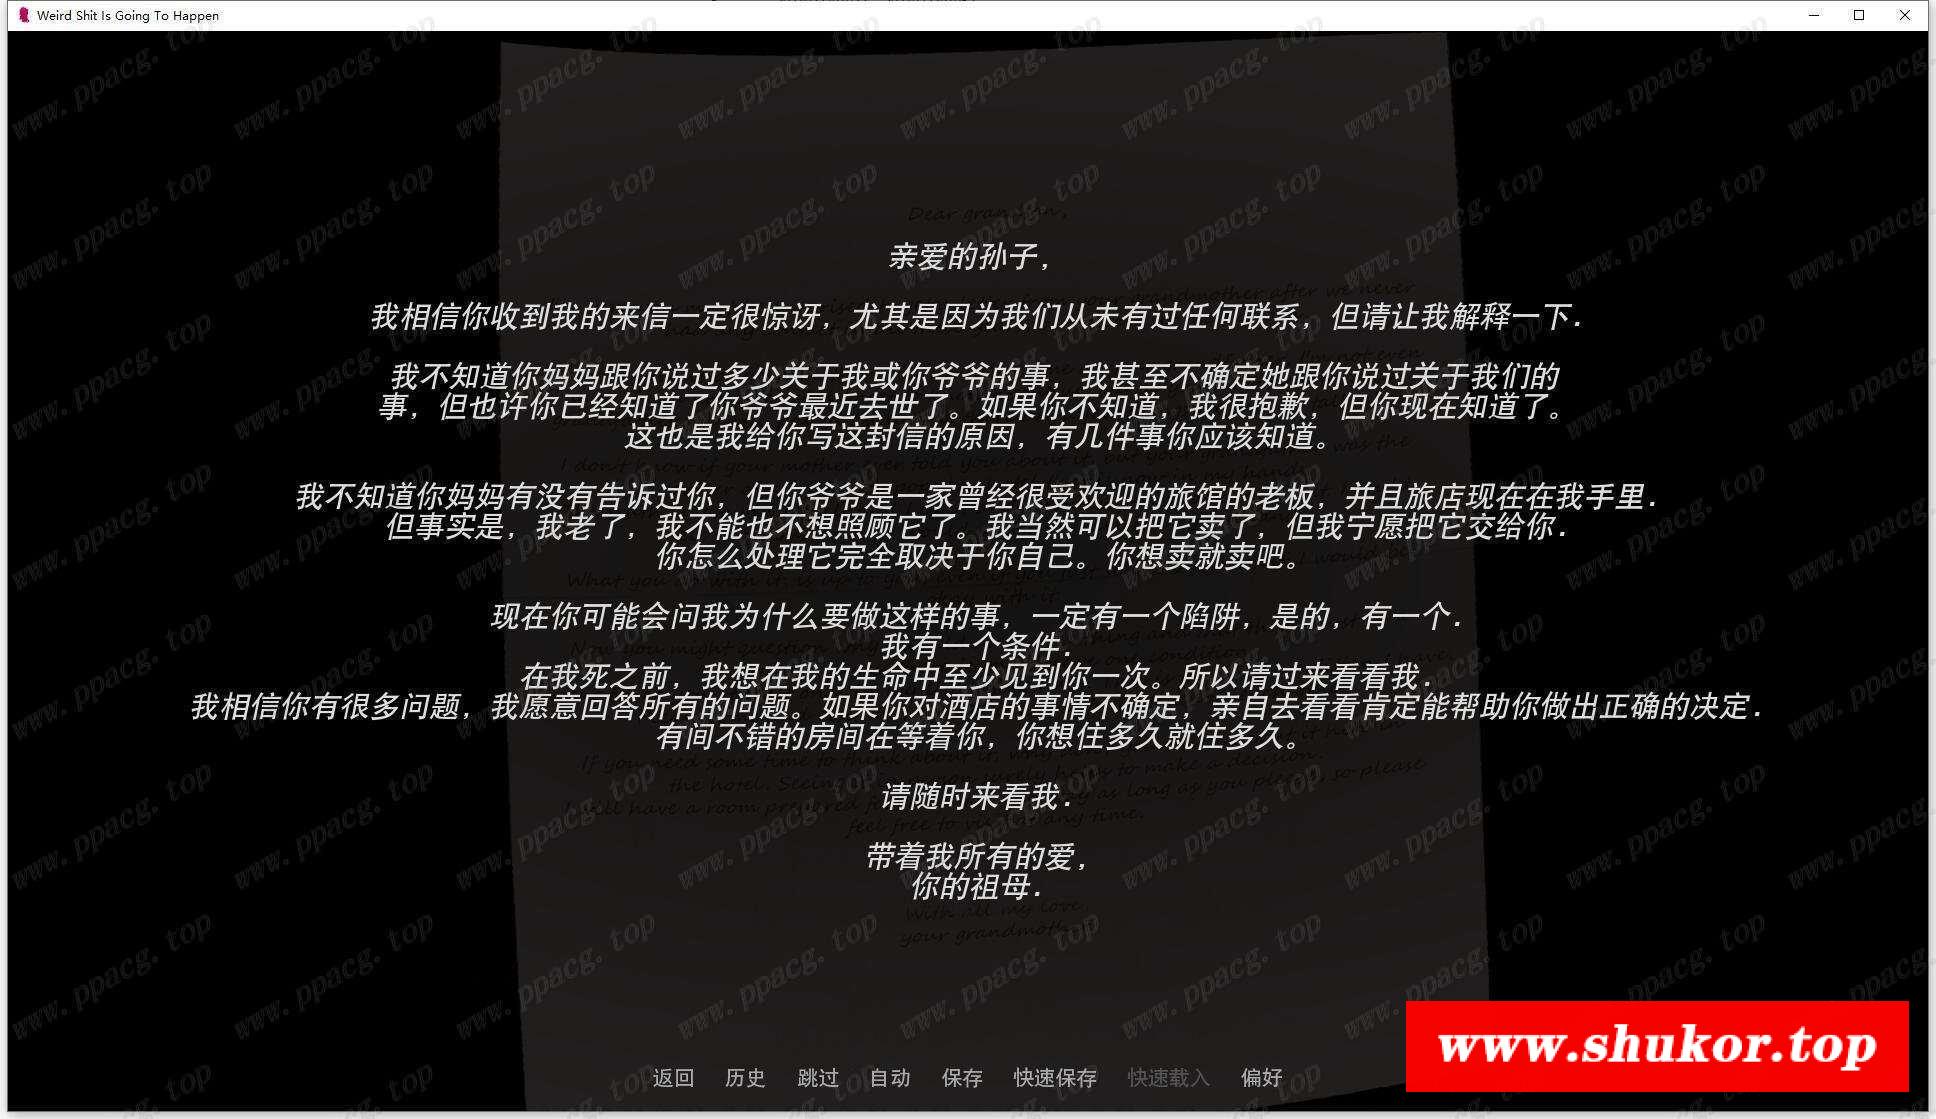 Weird Shit Is Going To Happen
亲爱的孙子，
我相信你收到我的来信一定很惊讶，尤其是因为我们从未有过任何联系，但请让我解释一下.
我不知道你妈妈跟你说过多少关于我或你爷爷的事，我甚至不确定她跟你说过关于我们的
事，但也许你已经知道了你爷爷最近去世了。如果你不知道，我很抱歉，但你现在知道了。
这也是我给你写这封信的原因，有几件事你应该知道。
我不知道你妈妈有没有告诉过你，但你爷爷是一家曾经很受欢迎的旅馆的老板，并且旅店现在在我手里.
但事实是，我老了，我不能也不想照顾它了。我当然可以把它卖了，但我宁愿把它交给你.
你怎么处理它完全取决于你自己。你想卖就卖吧。
现在你可能会问我为什么要做这样的事，一定有一个陷阱，是的，有一个.
我有一个条件.
在我死之前，我想在我的生命中至少见到你一次。所以请过来看看我.
我相信你有很多问题，我愿意回答所有的问题。如果你对酒店的事情不确定，亲自去看看肯定能帮助你做出正确的决定.
有间不错的房间在等着你，你想住多久就住多久。
请随时来看我.
带着我所有的爱，
你的祖母.
With all my love
返回 历史 跳过 自动 保存 快速保存 快速载入 偏好
www.shukor.top
www.ppacg.top